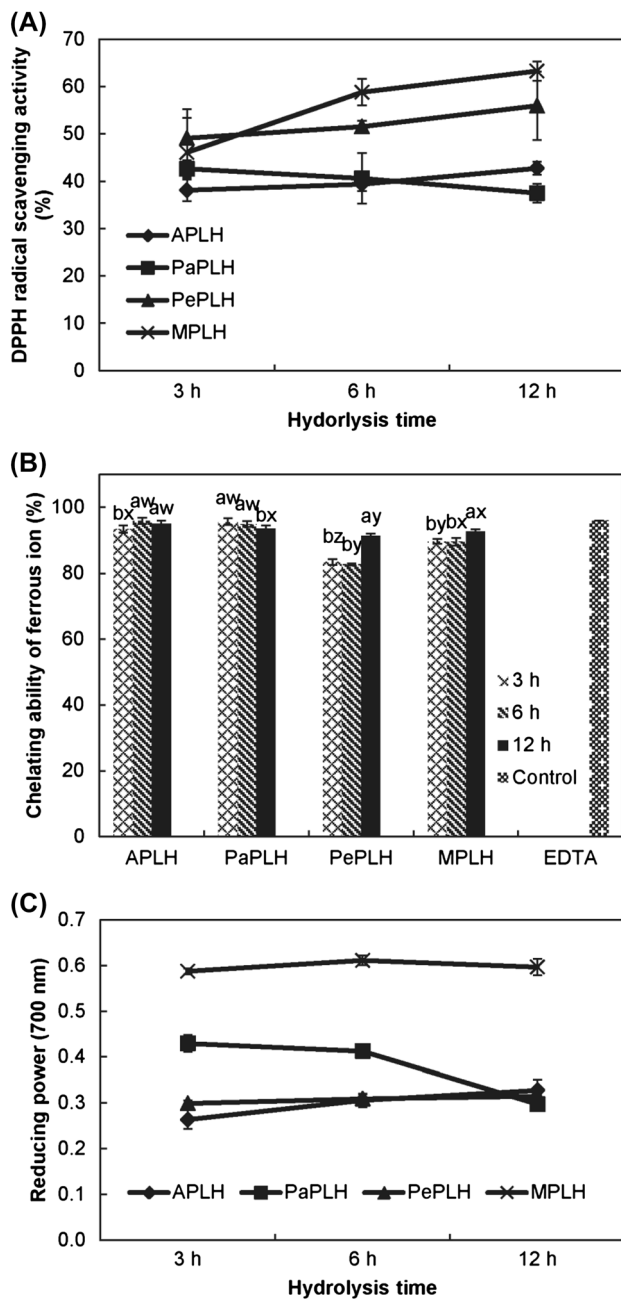 (A)
DPPH radical scavenging activity
(%)
70
60
50
40
30
20
10
0
APLH
PaPLH
PePLH
MPLH
3 h 6 h 12 h
Hydorlysis time
(B)
Chelating ability of ferrous ion (%)
100
80
60
40
20
0
bx aw aw
aw aw bx
bz by ay
by bx ax
3 h
6 h
12 h
Control
APLH PaPLH PePLH MPLH EDTA
(C)
Reducing power (700 nm)
0.7
0.6
0.5
0.4
0.3
0.2
0.1
0.0
APLH PaPLH PePLH MPLH
3 h 6 h 12 h
Hydrolysis time